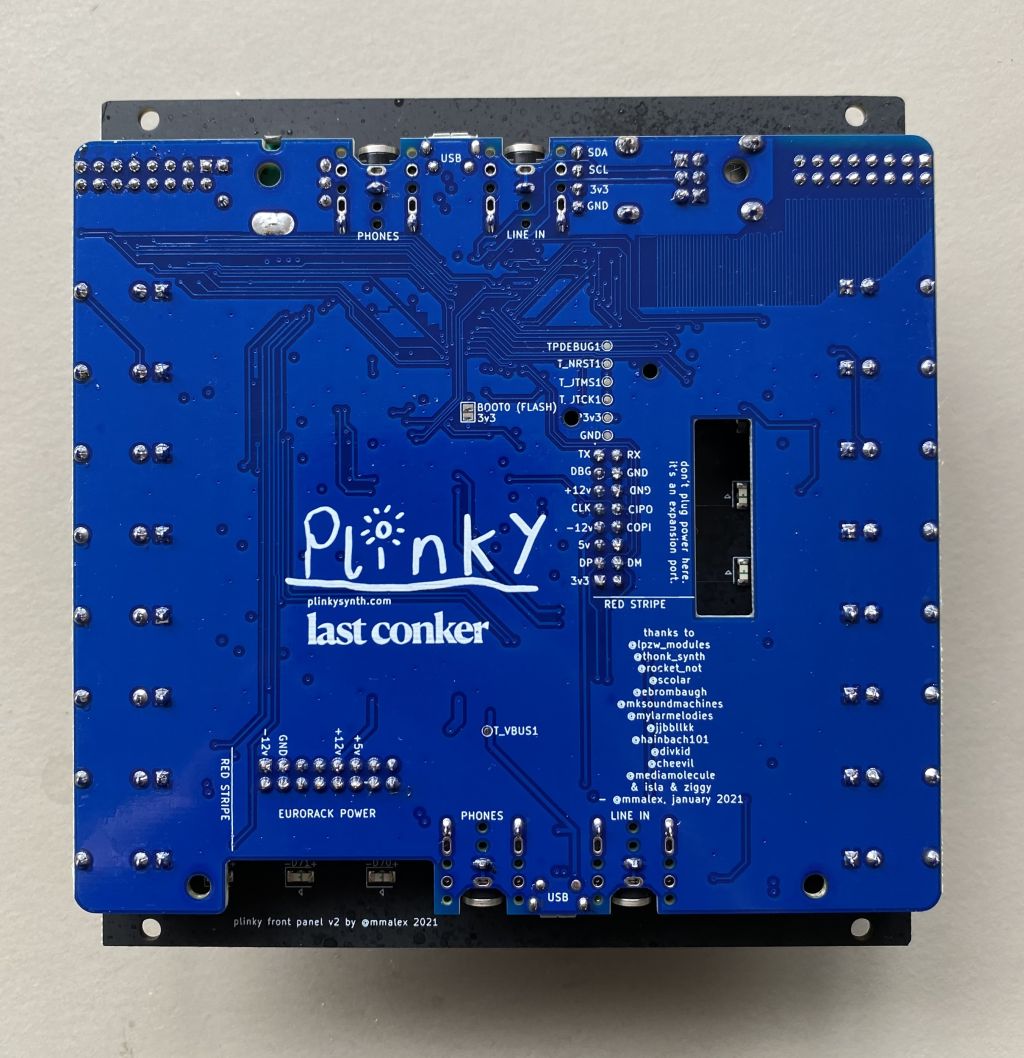 USB
SDA
SCL
3v3
GND
PHONES
LINE IN
TPDEBUG1
T_NRST1
T_JTMS1
T_JTCK1
3v3
GND
BOOT0 (FLASH)
3v3
TX RX
DBG GND
+12v GND
CLK CIPO
-12v COPI
5v
DP DM
3v3
RED STRIPE
don't plug power here.
it's an expansion port.
Plinky
plinkysynth.com
last conker
thanks to
@lpzw_modules
@thonk_synth
@rocket_not
@scolar
@ebrombaugh
@mksoundmachines
@mylarmelodies
@jjbbllkk
@hainbach101
@divkid
@cheevil
@mediamolecule
& isla & ziggy
- @mmalex, january 2021
T_VBUS1
-12v
GND
+12v
+5v
RED STRIPE
EURORACK POWER
PHONES
LINE IN
USB
-D71+
-D70+
plinky front panel v2 by @mmalex 2021